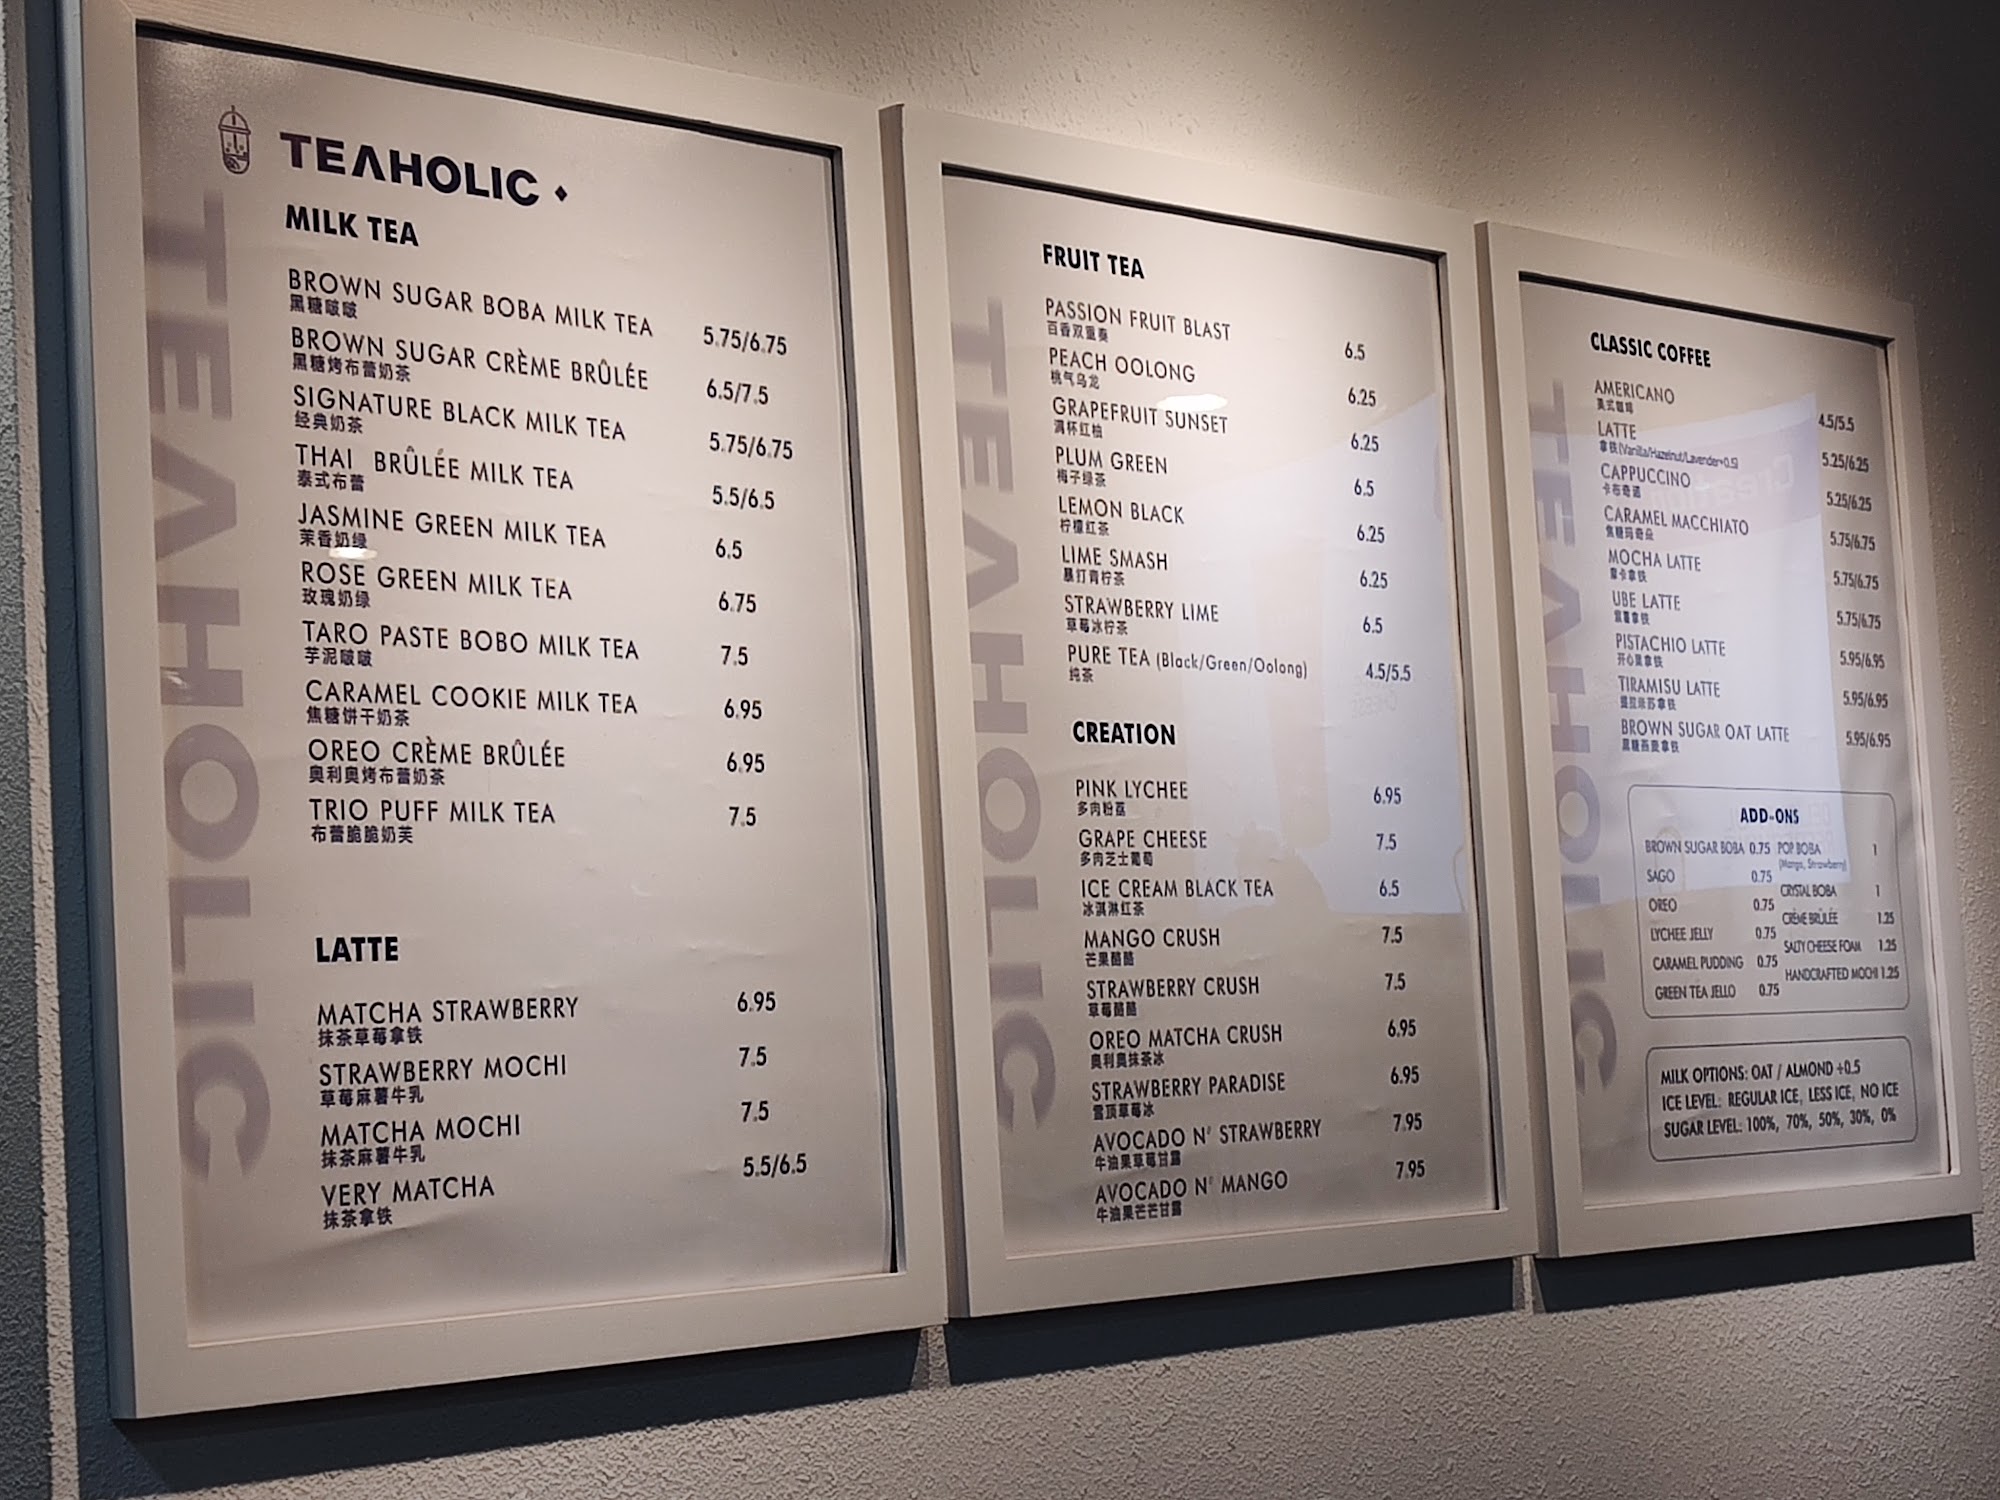 TEAHOLIC
MILK TEA
BROWN SUGAR BOBA MILK TEA 5.75/6.75
黑糖啵啵
BROWN SUGAR CRÈME BRÛLÉE 6.5/7.5
黑糖烤布蕾奶茶
SIGNATURE BLACK MILK TEA 5.75/6.75
经典奶茶
THAI BRÛLÉE MILK TEA 5.5/6.5
泰式布蕾
JASMINE GREEN MILK TEA 6.5
茉香奶绿
ROSE GREEN MILK TEA 6.75
玫瑰奶绿
TARO PASTE BOBO MILK TEA 7.5
芋泥啵啵
CARAMEL COOKIE MILK TEA 6.95
焦糖饼干奶茶
OREO CRÈME BRÛLÉE 6.95
奥利奥烤布蕾奶茶
TRIO PUFF MILK TEA 7.5
布蕾脆脆奶芙
LATTE
MATCHA STRAWBERRY 6.95
抹茶草莓拿铁
STRAWBERRY MOCHI 7.5
草莓麻薯牛乳
MATCHA MOCHI 7.5
抹茶麻薯牛乳
VERY MATCHA 5.5/6.5
抹茶拿铁
TEAHOLIC
FRUIT TEA
PASSION FRUIT BLAST 6.5
百香双重奏
PEACH OOLONG 6.25
桃气乌龙
GRAPEFRUIT SUNSET 6.25
满杯红柚
PLUM GREEN 6.5
梅子绿茶
LEMON BLACK 6.25
柠檬红茶
LIME SMASH 6.25
暴打青柠茶
STRAWBERRY LIME 6.5
草莓冰柠茶
PURE TEA (Black/Green/Oolong) 4.5/5.5
纯茶
CREATION
PINK LYCHEE 6.95
多肉粉荔
GRAPE CHEESE 7.5
多肉芝士葡萄
ICE CREAM BLACK TEA 6.5
冰淇淋红茶
MANGO CRUSH 7.5
芒果酷酷
STRAWBERRY CRUSH 7.5
草莓酷酷
OREO MATCHA CRUSH 6.95
奥利奥抹茶冰
STRAWBERRY PARADISE 6.95
雪顶草莓冰
AVOCADO N' STRAWBERRY 7.95
牛油果草莓甘露
AVOCADO N' MANGO 7.95
牛油果芒芒甘露
TEAHOLIC
CLASSIC COFFEE
AMERICANO 4.5/5.5
美式咖啡
LATTE 5.25/6.25
拿铁(Vanilla/Hazelnut/Lavender+0.5)
CAPPUCCINO 5.25/6.25
卡布奇诺
CARAMEL MACCHIATO 5.75/6.75
焦糖玛奇朵
MOCHA LATTE 5.75/6.75
摩卡拿铁
UBE LATTE 5.75/6.75
紫薯拿铁
PISTACHIO LATTE 5.95/6.95
开心果拿铁
TIRAMISU LATTE 5.95/6.95
提拉米苏拿铁
BROWN SUGAR OAT LATTE 5.95/6.95
黑糖燕麦拿铁
ADD-ONS
BROWN SUGAR BOBA 0.75
SAGO 0.75
OREO 0.75
LYCHEE JELLY 0.75
CARAMEL PUDDING 0.75
GREEN TEA JELLO 0.75
POP BOBA 1
(Mango, Strawberry)
CRYSTAL BOBA 1
CRÈME BRÛLÉE 1.25
SALTY CHEESE FOAM 1.25
HANDCRAFTED MOCHI 1.25
MILK OPTIONS: OAT / ALMOND +0.5
ICE LEVEL: REGULAR ICE, LESS ICE, NO ICE
SUGAR LEVEL: 100%, 70%, 50%, 30%, 0%
TEAHOLIC